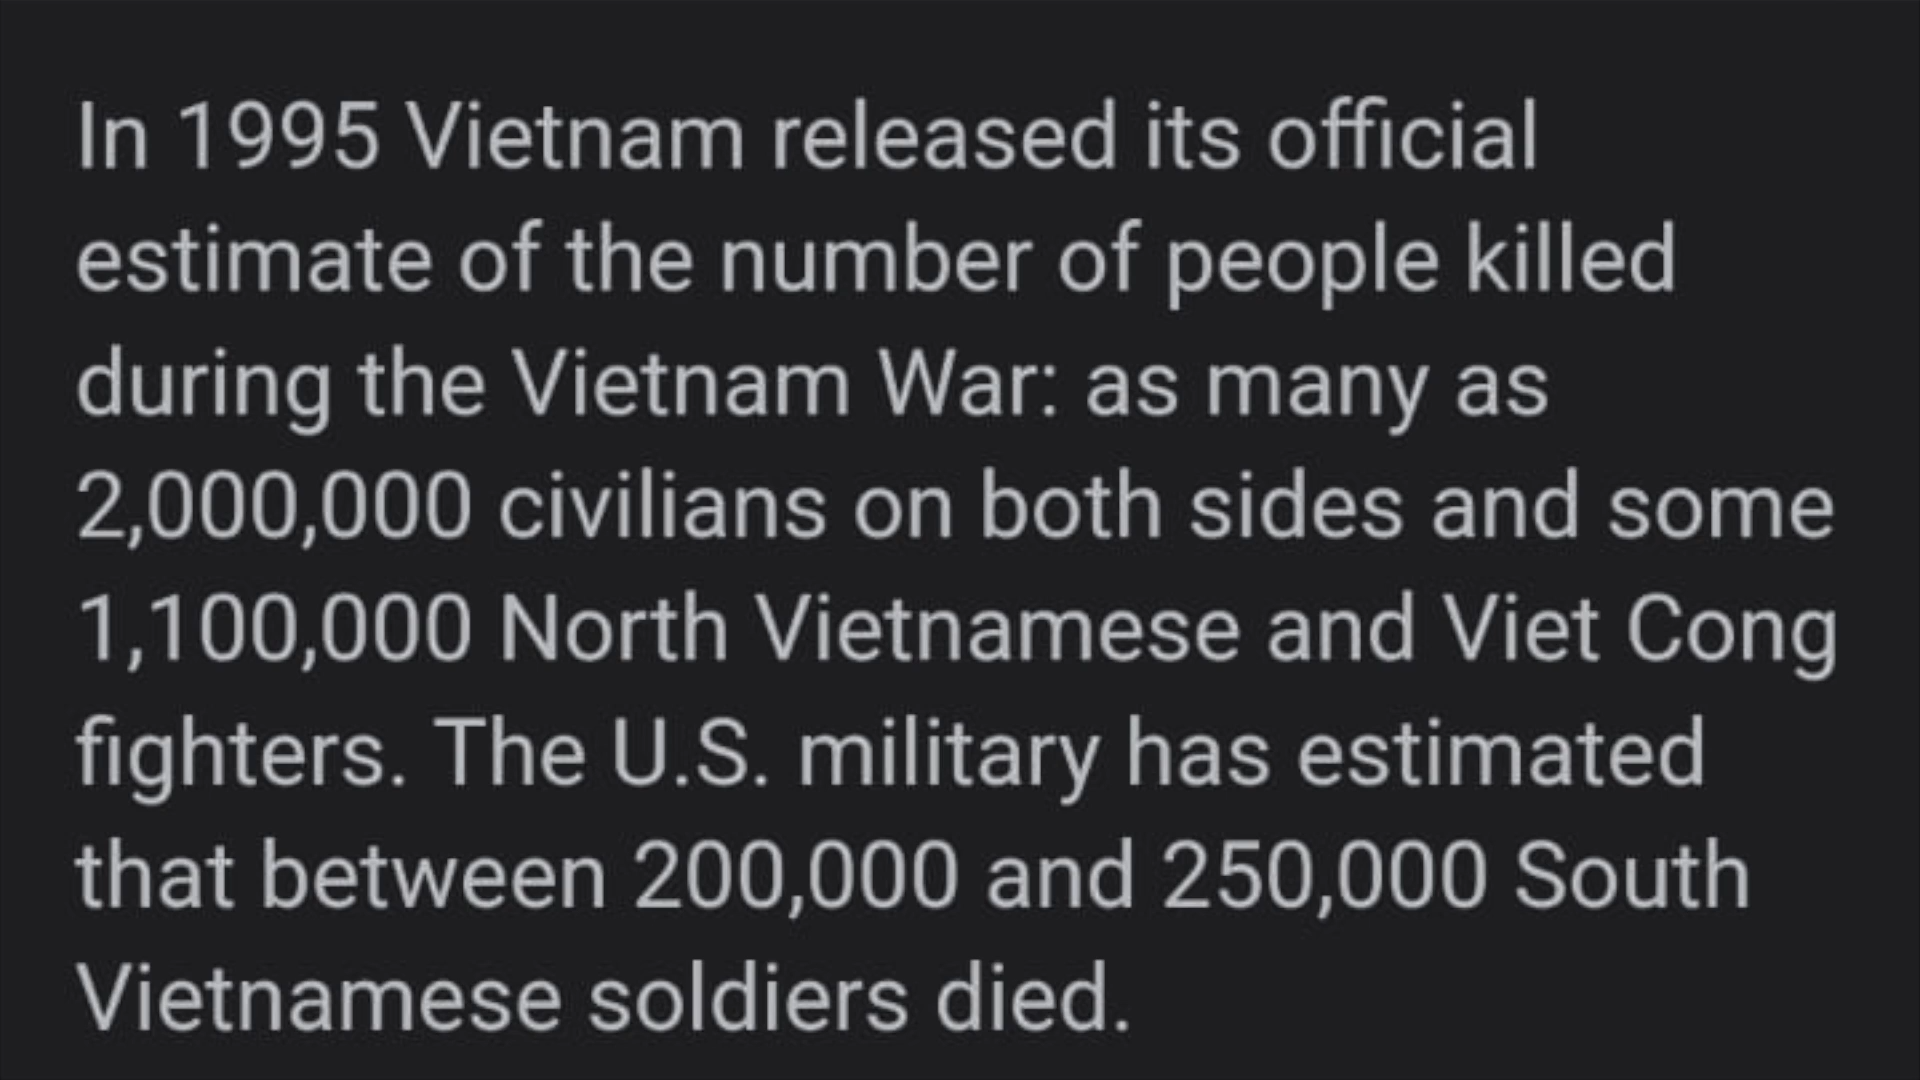 In 1995 Vietnam released its official
estimate of the number of people killed
during the Vietnam War: as many as
2,000,000 civilians on both sides and some
1,100,000 North Vietnamese and Viet Cong
fighters. The U.S. military has estimated
that between 200,000 and 250,000 South
Vietnamese soldiers died.